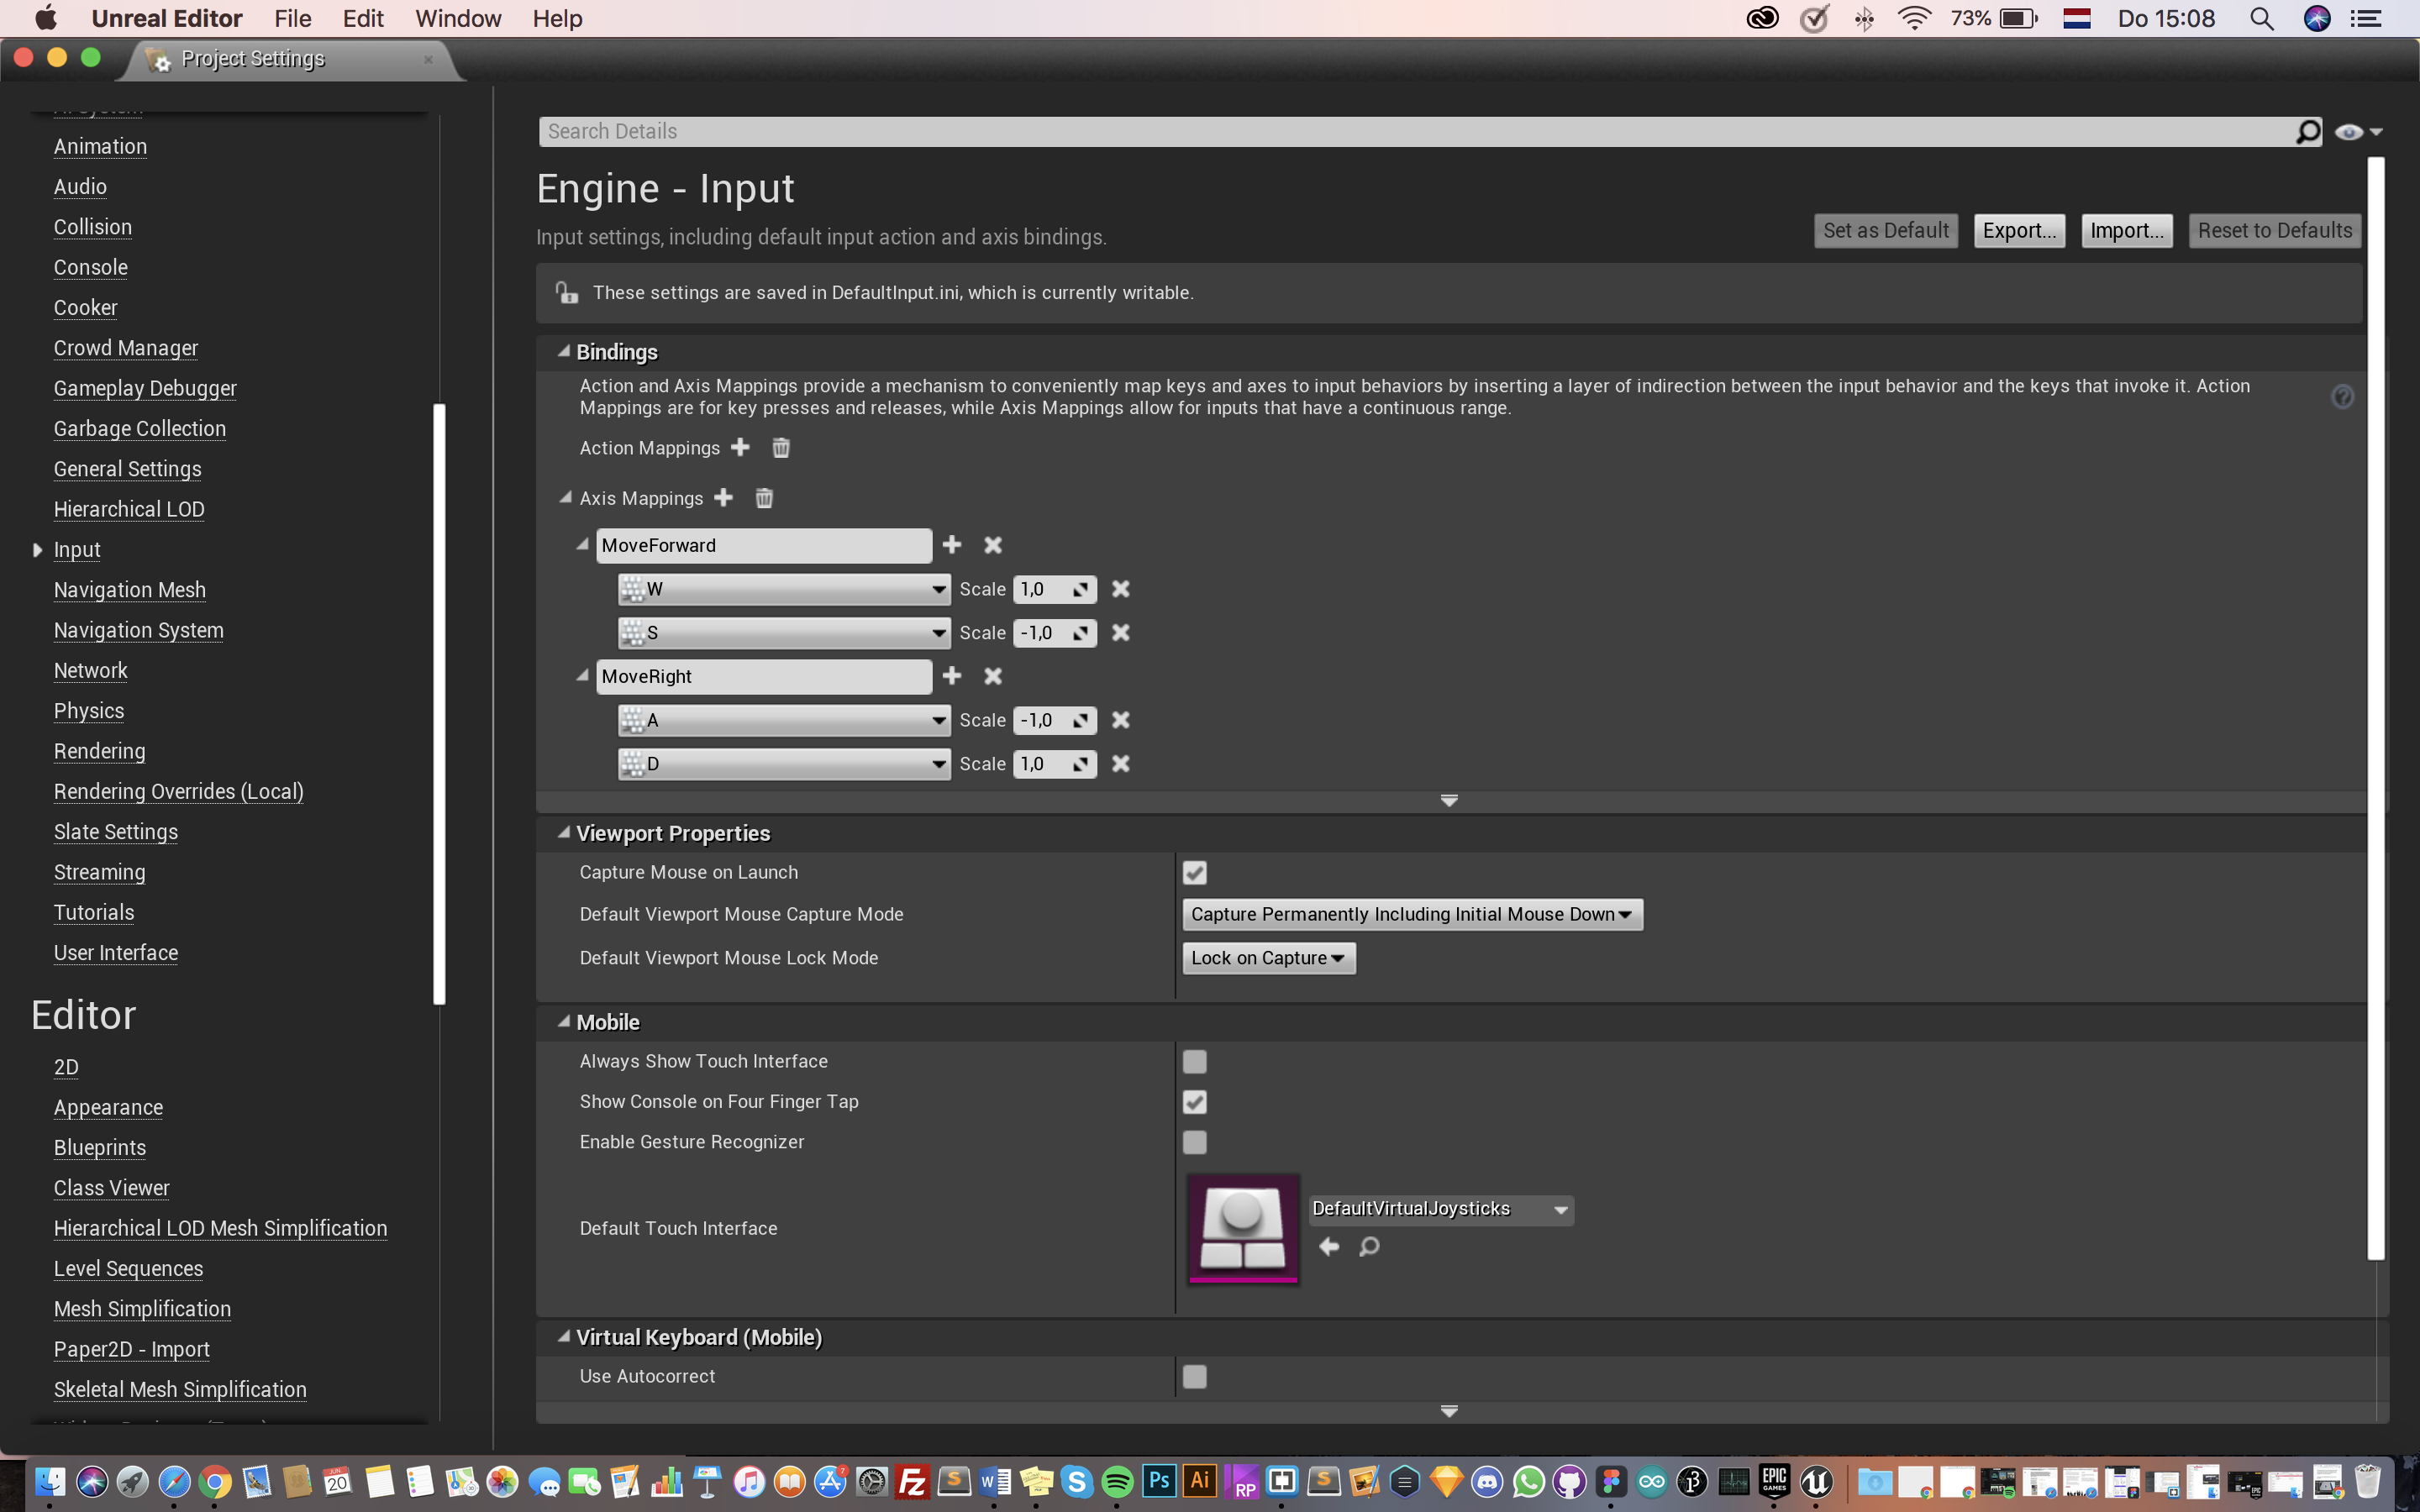 Unreal Editor File Edit Window Help 73% Do 15:08
Project Settings
Animation
Audio
Collision
Console
Cooker
Crowd Manager
Gameplay Debugger
Garbage Collection
General Settings
Hierarchical LOD
Input
Navigation Mesh
Navigation System
Network
Physics
Rendering
Rendering Overrides (Local)
Slate Settings
Streaming
Tutorials
User Interface
Editor
2D
Appearance
Blueprints
Class Viewer
Hierarchical LOD Mesh Simplification
Level Sequences
Mesh Simplification
Paper2D - Import
Skeletal Mesh Simplification
Search Details
Engine - Input
Input settings, including default input action and axis bindings.
Set as Default Export... Import... Reset to Defaults
These settings are saved in DefaultInput.ini, which is currently writable.
Bindings
Action and Axis Mappings provide a mechanism to conveniently map keys and axes to input behaviors by inserting a layer of indirection between the input behavior and the keys that invoke it. Action
Mappings are for key presses and releases, while Axis Mappings allow for inputs that have a continuous range.
Action Mappings
Axis Mappings
MoveForward
W Scale 1,0
S Scale -1,0
MoveRight
A Scale -1,0
D Scale 1,0
Viewport Properties
Capture Mouse on Launch
Default Viewport Mouse Capture Mode Capture Permanently Including Initial Mouse Down
Default Viewport Mouse Lock Mode Lock on Capture
Mobile
Always Show Touch Interface
Show Console on Four Finger Tap
Enable Gesture Recognizer
Default Touch Interface DefaultVirtualJoysticks
Virtual Keyboard (Mobile)
Use Autocorrect
JUN 20 7 Fz S W S Ps Ai RP S EPIC GAMES